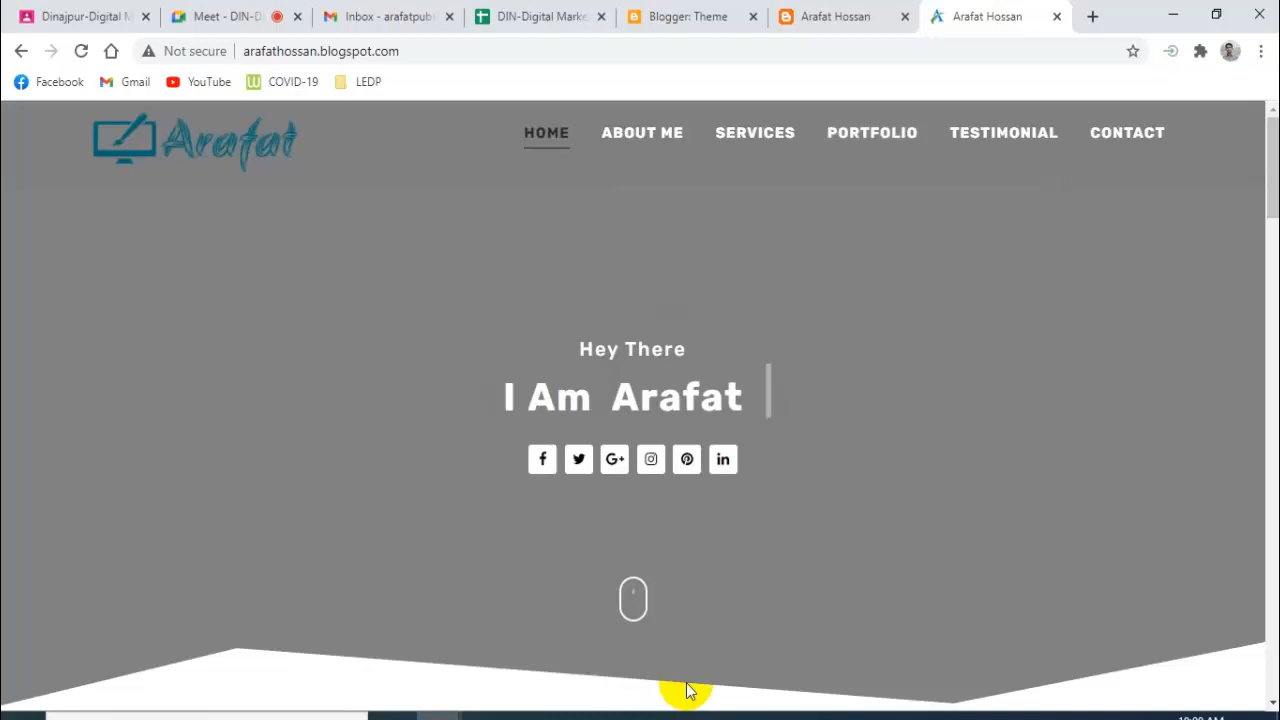 Dinajpur-Digital M
Meet - DIN-D
Inbox - arafatpubl
DIN-Digital Marke
Blogger: Theme
Arafat Hossan
Arafat Hossan
Not secure
arafathossan.blogspot.com
Facebook
Gmail
YouTube
COVID-19
LEDP
Arafat
HOME
ABOUT ME
SERVICES
PORTFOLIO
TESTIMONIAL
CONTACT
Hey There
I Am Arafat